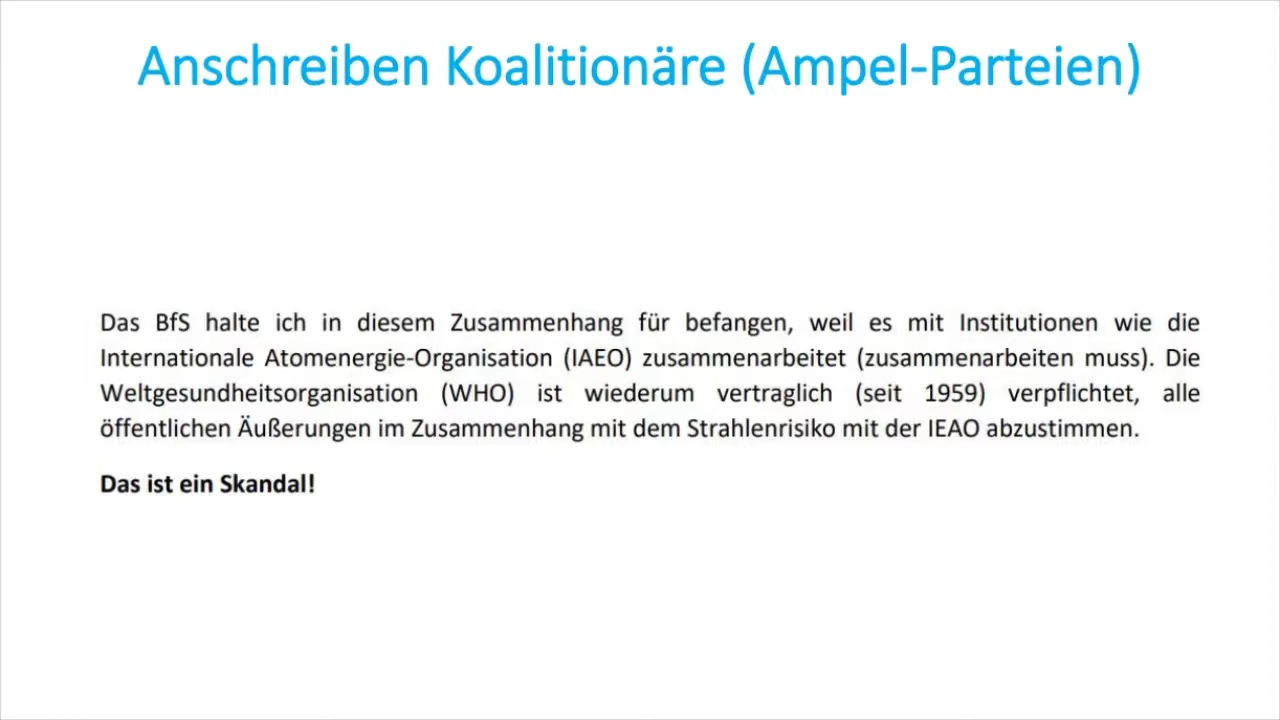 Anschreiben Koalitionäre (Ampel-Parteien)
Das BfS halte ich in diesem Zusammenhang für befangen, weil es mit Institutionen wie die
Internationale Atomenergie-Organisation (IAEO) zusammenarbeitet (zusammenarbeiten muss). Die
Weltgesundheitsorganisation (WHO) ist wiederum vertraglich (seit 1959) verpflichtet, alle
öffentlichen Äußerungen im Zusammenhang mit dem Strahlenrisiko mit der IEAO abzustimmen.
Das ist ein Skandal!